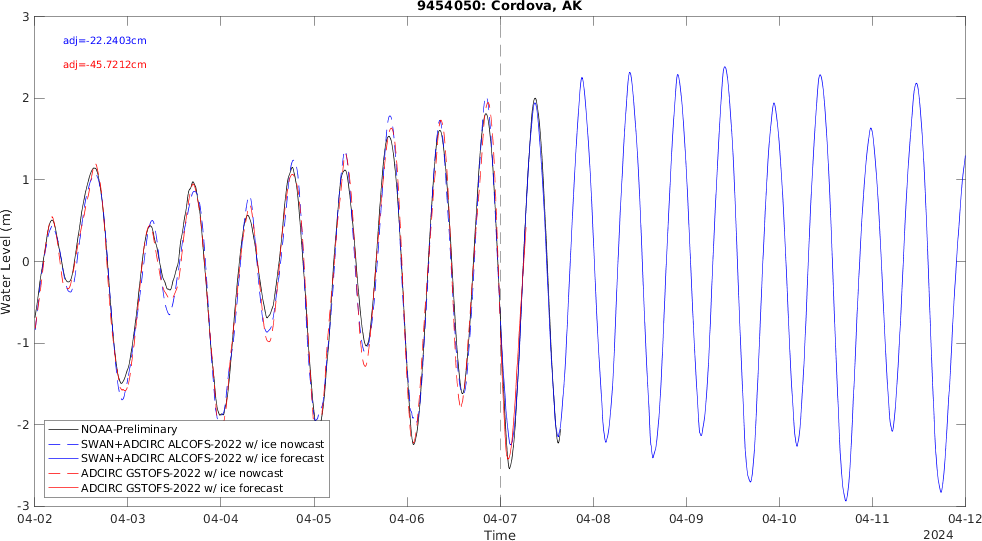 9454050: Cordova, AK
adj=-22.2403cm
adj=-45.7212cm
Water Level (m)
3
2
1
0
-1
-2
-3
NOAA-Preliminary
SWAN+ADCIRC ALCOFS-2022 w/ ice nowcast
SWAN+ADCIRC ALCOFS-2022 w/ ice forecast
ADCIRC GSTOFS-2022 w/ ice nowcast
ADCIRC GSTOFS-2022 w/ ice forecast
04-02 04-03 04-04 04-05 04-06 04-07 04-08 04-09 04-10 04-11 04-12
Time
2024